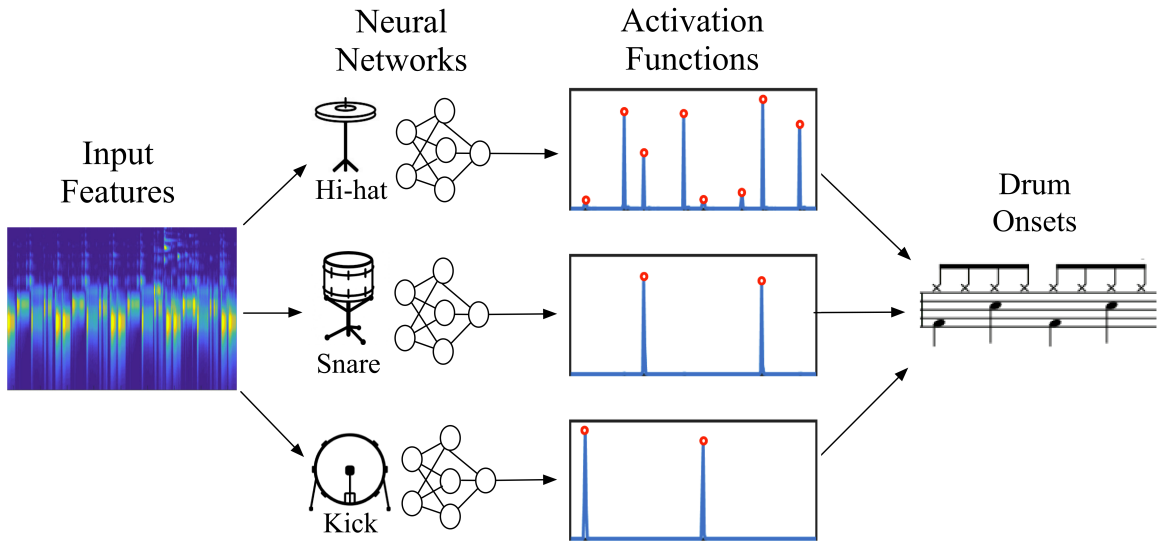 Neural
Networks
Activation
Functions
Input
Features
Hi-hat
Drum
Onsets
Snare
Kick